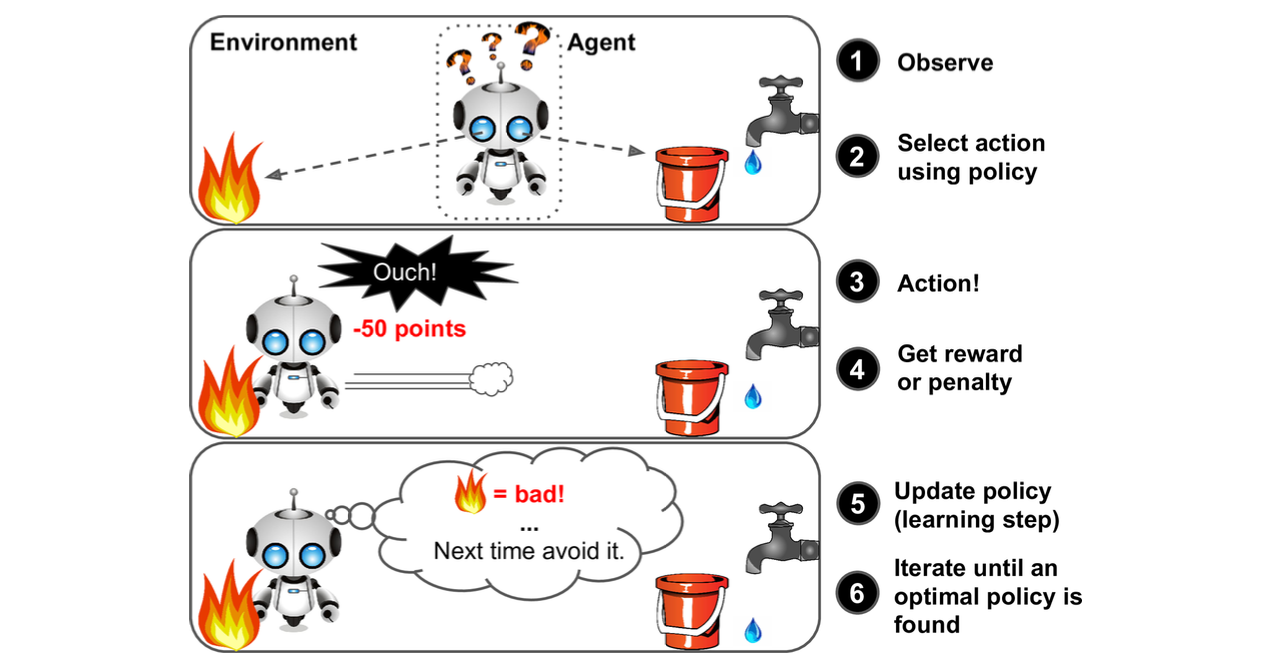 Environment
Agent
? ? ?
1 Observe
2 Select action
using policy
Ouch!
-50 points
3 Action!
4 Get reward
or penalty
= bad!
...
Next time avoid it.
5 Update policy
(learning step)
6 Iterate until an
optimal policy is
found